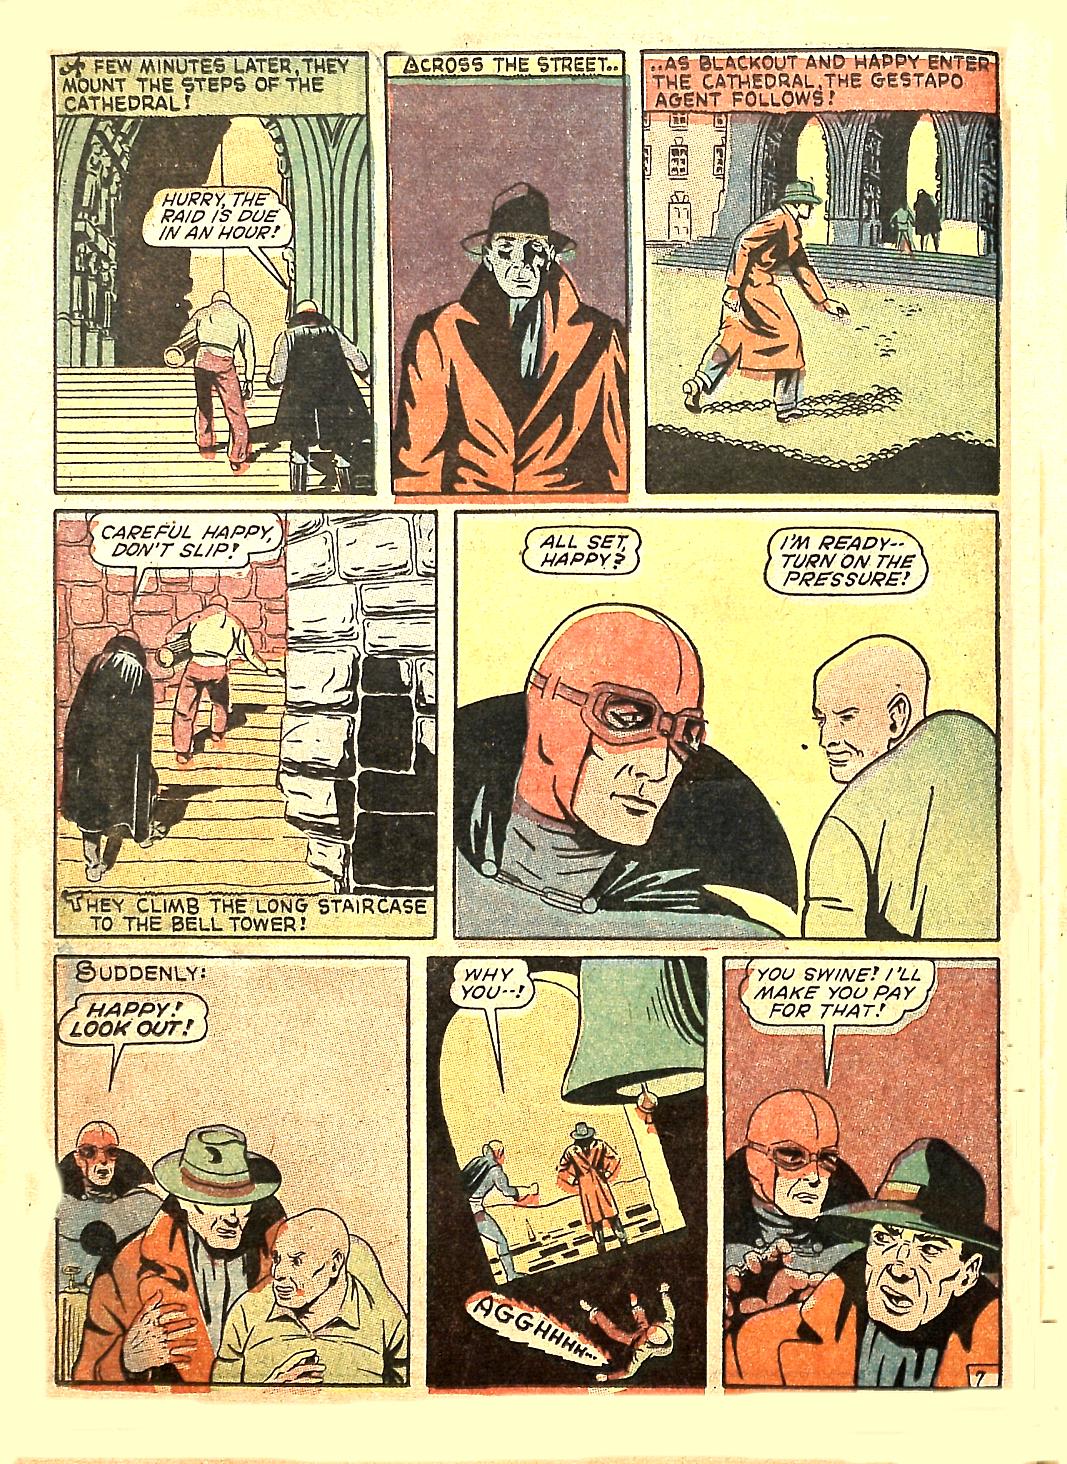 A FEW MINUTES LATER, THEY
MOUNT THE STEPS OF THE
CATHEDRAL!
HURRY, THE
RAID IS DUE
IN AN HOUR!
ACROSS THE STREET..
..AS BLACKOUT AND HAPPY ENTER
THE CATHEDRAL, THE GESTAPO
AGENT FOLLOWS!
CAREFUL HAPPY,
DON'T SLIP!
THEY CLIMB THE LONG STAIRCASE
TO THE BELL TOWER!
ALL SET
HAPPY?
I'M READY--
TURN ON THE
PRESSURE!
SUDDENLY:
HAPPY!
LOOK OUT!
WHY
YOU--!
AGGHHHH...
YOU SWINE! I'LL
MAKE YOU PAY
FOR THAT!
7